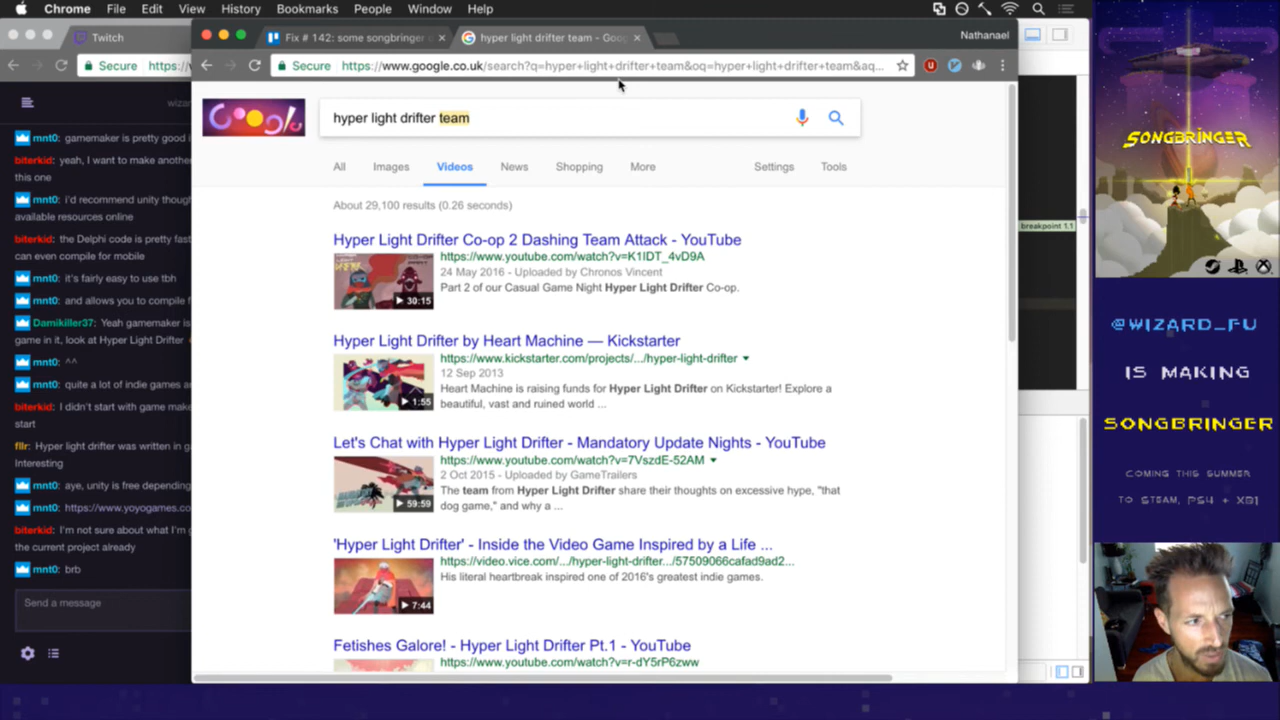 Chrome File Edit View History Bookmarks People Window Help
Twitch
Fix # 142: some songbringer
hyper light drifter team - Goog
Nathanael
Secure https://
Secure https://www.google.co.uk/search?q=hyper+light+drifter+team&oq=hyper+light+drifter+team&aq...
wizar
mnt0: gamemaker is pretty good
biterkid: yeah, I want to make another
this one
mnt0: i'd recommend unity though
available resources online
biterkid: the Delphi code is pretty fast
can even compile for mobile
mnt0: it's fairly easy to use tbh
mnt0: and allows you to compile f
Damikiller37: Yeah gamemaker is
game in it, look at Hyper Light Drifter
mnt0: ^^
mnt0: quite a lot of indie games a
biterkid: I didn't start with game make
start
fllr: Hyper light drifter was written in g
Interesting
mnt0: aye, unity is free depending
mnt0: https://www.yoyogames.co
biterkid: I'm not sure about what I'm g
the current project already
mnt0: brb
Send a message
Google
hyper light drifter team
All Images Videos News Shopping More Settings Tools
About 29,100 results (0.26 seconds)
Hyper Light Drifter Co-op 2 Dashing Team Attack - YouTube
https://www.youtube.com/watch?v=K1IDT_4vD9A
24 May 2016 - Uploaded by Chronos Vincent
Part 2 of our Casual Game Night Hyper Light Drifter Co-op.
30:15
Hyper Light Drifter by Heart Machine — Kickstarter
https://www.kickstarter.com/projects/.../hyper-light-drifter
12 Sep 2013
Heart Machine is raising funds for Hyper Light Drifter on Kickstarter! Explore a
beautiful, vast and ruined world ...
1:55
Let's Chat with Hyper Light Drifter - Mandatory Update Nights - YouTube
https://www.youtube.com/watch?v=7VszdE-52AM
2 Oct 2015 - Uploaded by GameTrailers
The team from Hyper Light Drifter share their thoughts on excessive hype, "that
dog game," and why a ...
59:59
'Hyper Light Drifter' - Inside the Video Game Inspired by a Life ...
https://video.vice.com/.../hyper-light-drifter.../57509066cafad9ad2...
His literal heartbreak inspired one of 2016's greatest indie games.
7:44
Fetishes Galore! - Hyper Light Drifter Pt.1 - YouTube
https://www.youtube.com/watch?v=r-dY5rP6zww
breakpoint 1.1
SONGBRINGER
@WIZARD_FU
IS MAKING
SONGBRINGER
COMING THIS SUMMER
TO STEAM, PS4 + XB1